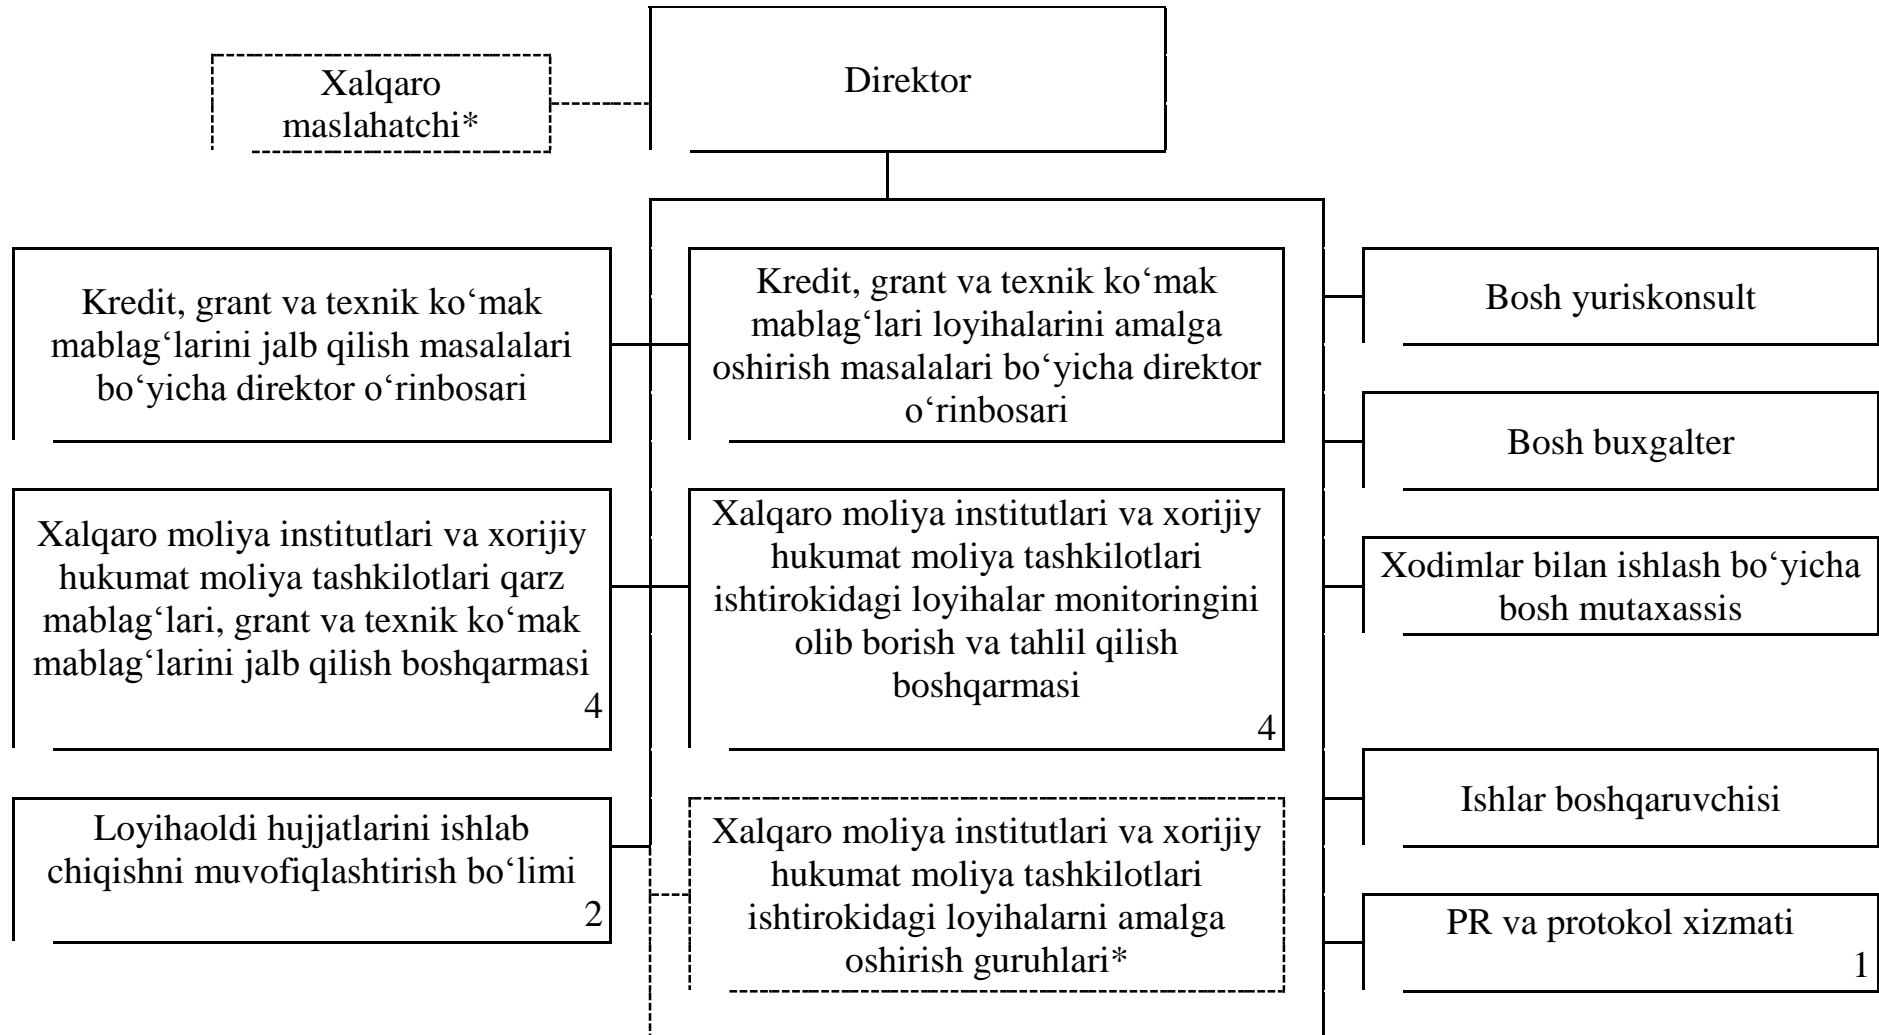 Direktor
Xalqaro
maslahatchi*
Kredit, grant va texnik ko‘mak
mablag‘larini jalb qilish masalalari
bo‘yicha direktor o‘rinbosari
Kredit, grant va texnik ko‘mak
mablag‘lari loyihalarini amalga
oshirish masalalari bo‘yicha direktor
o‘rinbosari
Bosh yuriskonsult
Bosh buxgalter
Xalqaro moliya institutlari va xorijiy
hukumat moliya tashkilotlari qarz
mablag‘lari, grant va texnik ko‘mak
mablag‘larini jalb qilish boshqarmasi
4
Xalqaro moliya institutlari va xorijiy
hukumat moliya tashkilotlari
ishtirokidagi loyihalar monitoringini
olib borish va tahlil qilish
boshqarmasi
4
Xodimlar bilan ishlash bo‘yicha
bosh mutaxassis
Ishlar boshqaruvchisi
Loyihaoldi hujjatlarini ishlab
chiqishni muvofiqlashtirish bo‘limi
2
Xalqaro moliya institutlari va xorijiy
hukumat moliya tashkilotlari
ishtirokidagi loyihalarni amalga
oshirish guruhlari*
PR va protokol xizmati
1